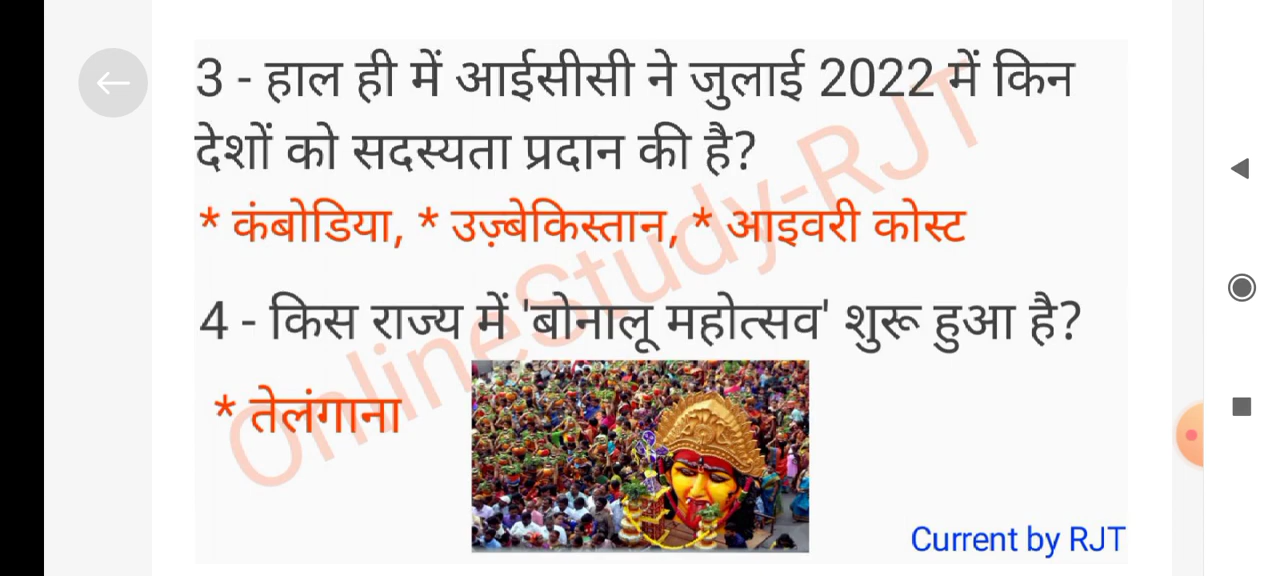 3 - हाल ही में आईसीसी ने जुलाई 2022 में किन
देशों को सदस्यता प्रदान की है?
* कंबोडिया, * उज़्बेकिस्तान, * आइवरी कोस्ट
4 - किस राज्य में 'बोनालू महोत्सव' शुरू हुआ है?
* तेलंगाना
OnlineStudy-RJT
Current by RJT